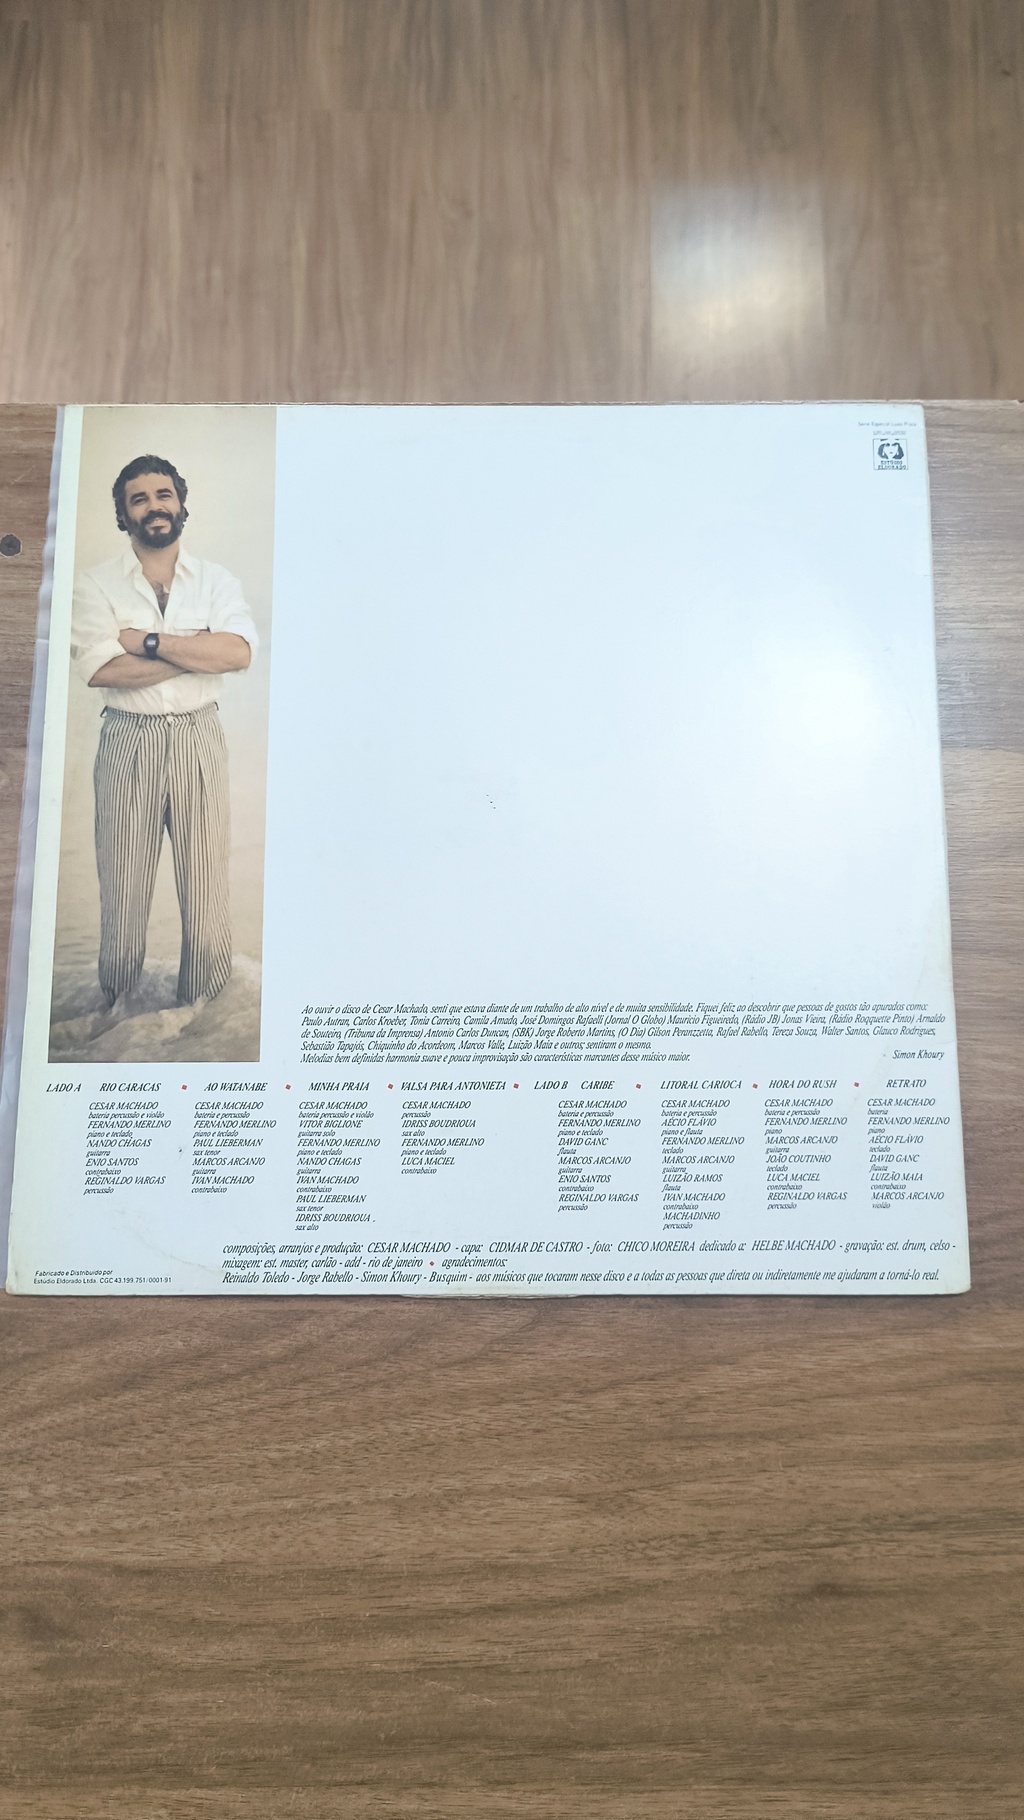 Série Especial Luxo Prata
ESTÚDIO
ELDORADO
Ao ouvir o disco de Cesar Machado, senti que estava diante de um trabalho de alto nível e de muita sensibilidade. Fiquei feliz, ao descobrir que pessoas de gostos tão apurados como:
Paulo Autran, Carlos Kroeber, Tônia Carreiro, Camila Amado, José Domingos Rafaelli (Jornal O Globo) Mauricio Figueiredo, (Rádio JB) Jonas Vieira, (Rádio Roqquette Pinto) Arnaldo
de Souteiro, (Tribuna da Imprensa) Antonio Carlos Duncan, (SBK) Jorge Roberto Martins, (O Dia) Gilson Peranzzetta, Rafael Rabello, Tereza Souza, Walter Santos, Glauco Rodrigues,
Sebastião Tapajós, Chiquinho do Acordeom, Marcos Valle, Luizão Maia e outros; sentiram o mesmo.
Melodias bem definidas harmonia suave e pouca improvisação são características marcantes desse músico maior.
Simon Khoury
LADO A RIO CARACAS
CESAR MACHADO
bateria percussão e violão
FERNANDO MERLINO
piano e teclado
NANDO CHAGAS
guitarra
ENIO SANTOS
contrabaixo
REGINALDO VARGAS
percussão
AO WATANABE
CESAR MACHADO
bateria e percussão
FERNANDO MERLINO
piano e teclado
PAUL LIEBERMAN
sax tenor
MARCOS ARCANJO
guitarra
IVAN MACHADO
contrabaixo
MINHA PRAIA
CESAR MACHADO
bateria percussão e violão
VITOR BIGLIONE
guitarra solo
FERNANDO MERLINO
piano e teclado
NANDO CHAGAS
guitarra
IVAN MACHADO
contrabaixo
PAUL LIEBERMAN
sax tenor
IDRISS BOUDRIOUA
sax alto
VALSA PARA ANTONIETA
CESAR MACHADO
percussão
IDRISS BOUDRIOUA
sax alto
FERNANDO MERLINO
piano e teclado
LUCA MACIEL
contrabaixo
LADO B CARIBE
CESAR MACHADO
bateria e percussão
FERNANDO MERLINO
piano e teclado
DAVID GANC
flauta
MARCOS ARCANJO
guitarra
ENIO SANTOS
contrabaixo
REGINALDO VARGAS
percussão
LITORAL CARIOCA
CESAR MACHADO
bateria e percussão
AÉCIO FLÁVIO
piano e flauta
FERNANDO MERLINO
teclado
MARCOS ARCANJO
guitarra
LUIZÃO RAMOS
flauta
IVAN MACHADO
contrabaixo
MACHADINHO
percussão
HORA DO RUSH
CESAR MACHADO
bateria e percussão
FERNANDO MERLINO
piano
MARCOS ARCANJO
guitarra
JOÃO COUTINHO
teclado
LUCA MACIEL
contrabaixo
REGINALDO VARGAS
percussão
RETRATO
CESAR MACHADO
bateria
FERNANDO MERLINO
piano
AÉCIO FLÁVIO
teclado
DAVID GANC
flauta
LUIZÃO MAIA
contrabaixo
MARCOS ARCANJO
violão
composições, arranjos e produção: CESAR MACHADO - capa: CIDMAR DE CASTRO - foto: CHICO MOREIRA dedicado a: HELBE MACHADO - gravação: est. drum, celso -
mixagem: est. master, carlão - add - rio de janeiro • agradecimentos:
Reinaldo Toledo - Jorge Rabello - Simon Khoury - Busquim - aos músicos que tocaram nesse disco e a todas as pessoas que direta ou indiretamente me ajudaram a torná-lo real.
Fabricado e Distribuído por
Estúdio Eldorado Ltda. CGC 43.199.751/0001-91